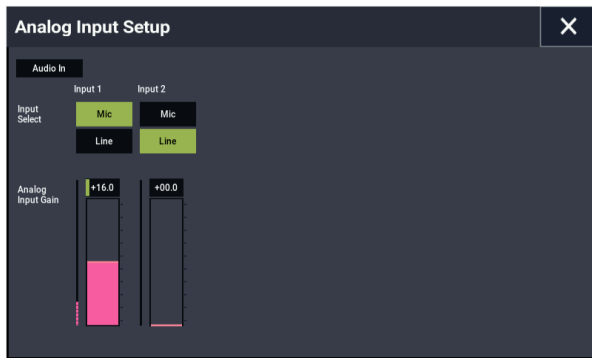 Analog Input Setup
Audio In
Input 1 Input 2
Input
Select
Mic Mic
Line Line
Analog
Input Gain
+16.0 +00.0